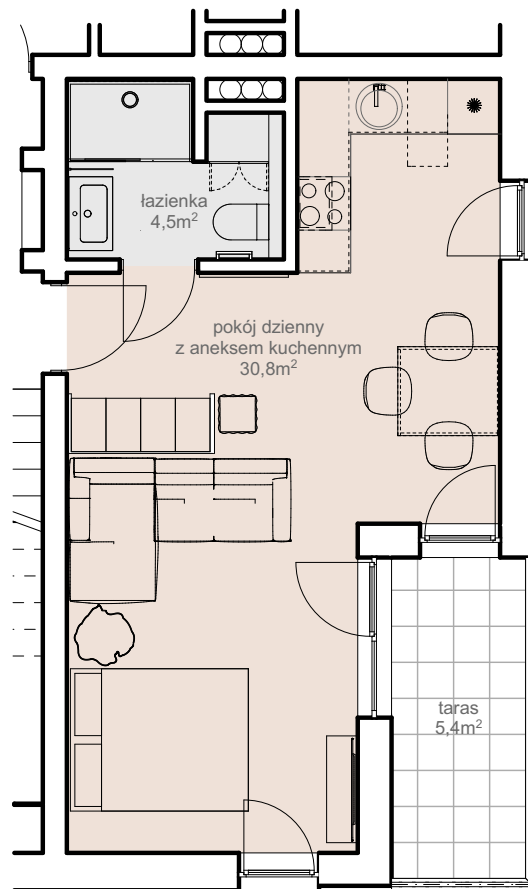 łazienka
4,5m²
pokój dzienny
z aneksem kuchennym
30,8m²
taras
5,4m²